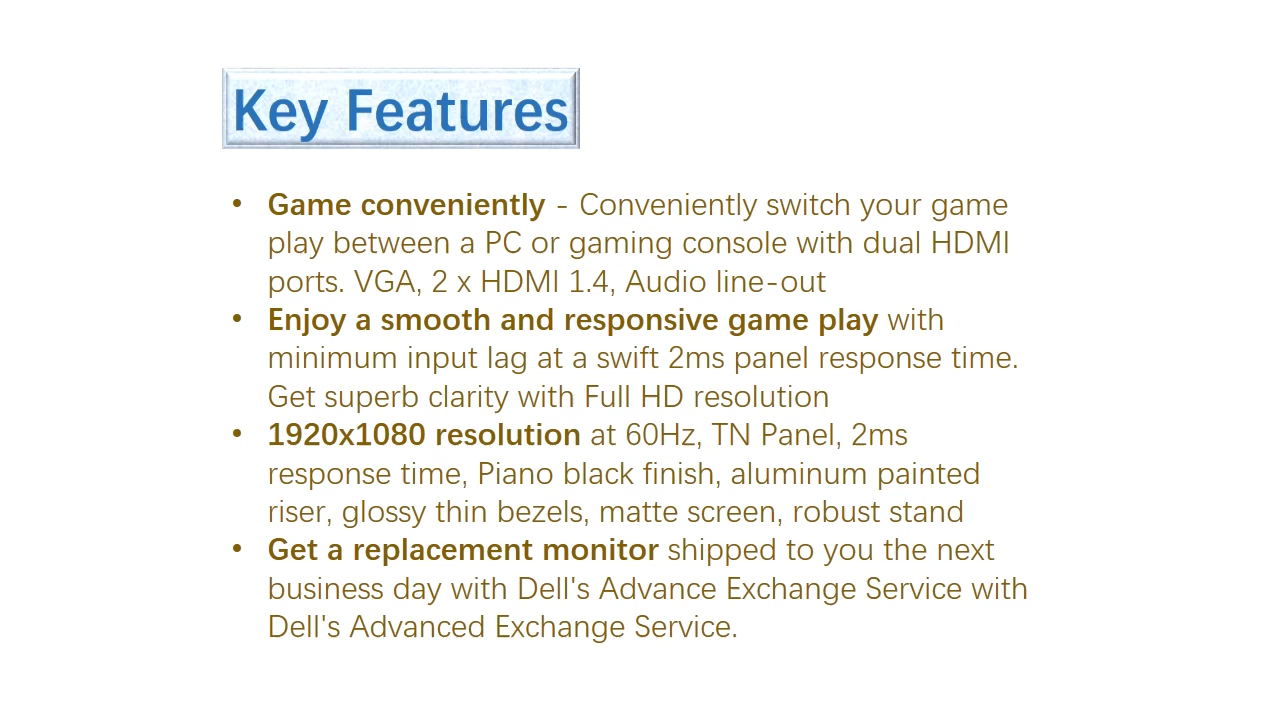 Key Features
• Game conveniently - Conveniently switch your game
play between a PC or gaming console with dual HDMI
ports. VGA, 2 x HDMI 1.4, Audio line-out
• Enjoy a smooth and responsive game play with
minimum input lag at a swift 2ms panel response time.
Get superb clarity with Full HD resolution
• 1920x1080 resolution at 60Hz, TN Panel, 2ms
response time, Piano black finish, aluminum painted
riser, glossy thin bezels, matte screen, robust stand
• Get a replacement monitor shipped to you the next
business day with Dell's Advance Exchange Service with
Dell's Advanced Exchange Service.